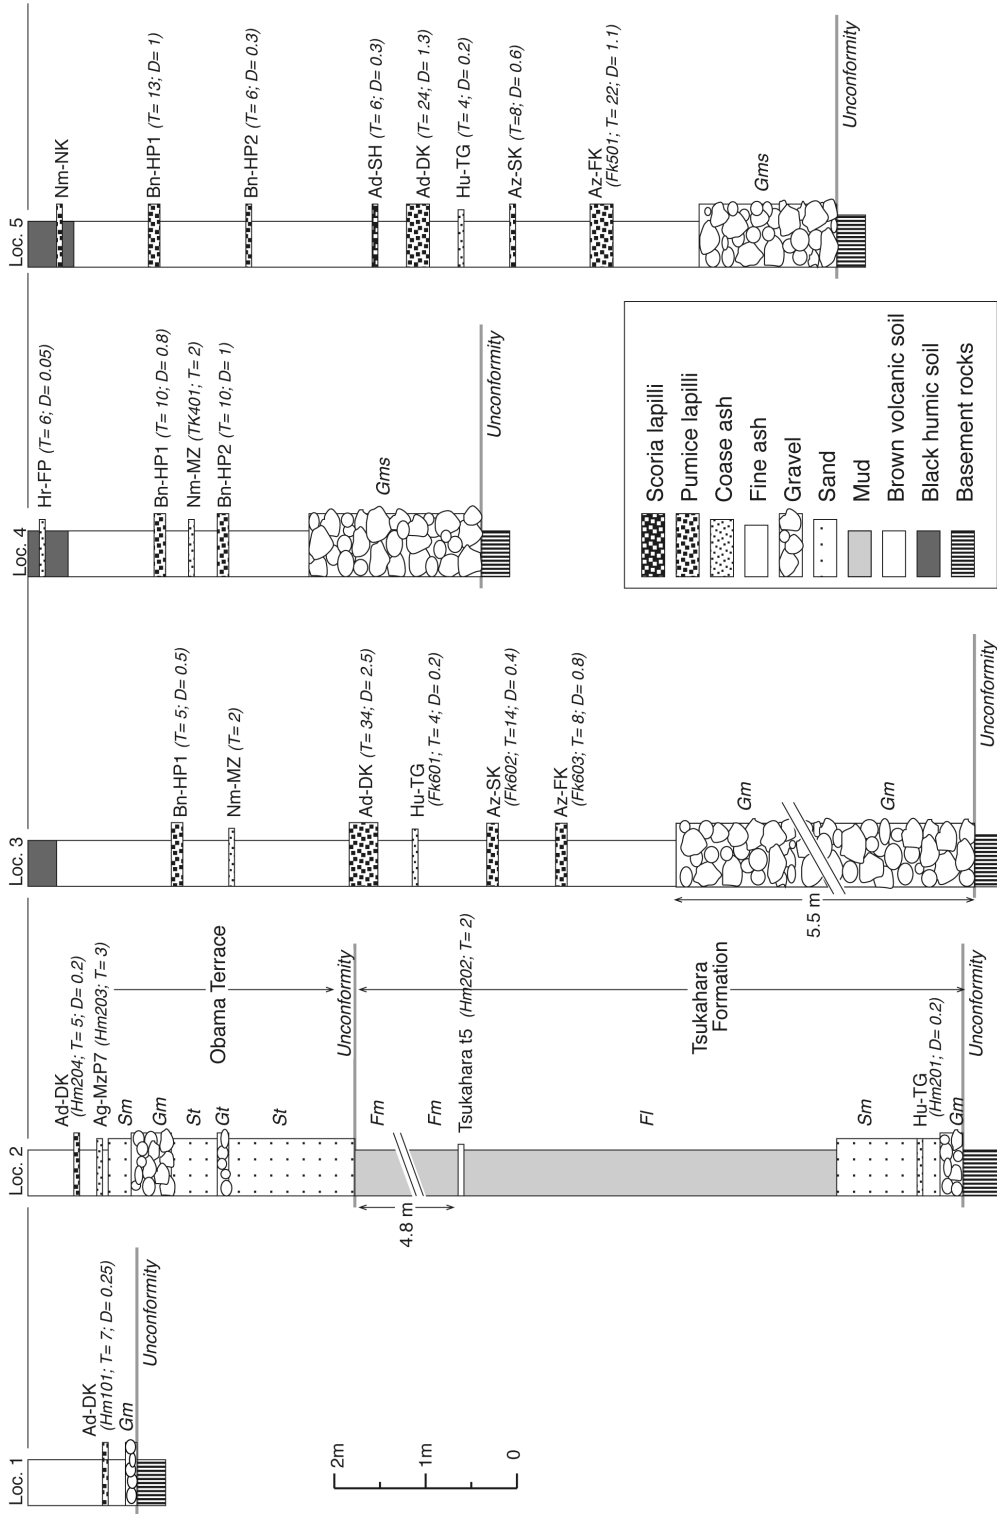 Loc. 1
Ad-DK
(Hm101; T= 7; D= 0.25)
Gm
Unconformity
2m
1m
0
Loc. 2
Ad-DK
(Hm204; T= 5; D= 0.2)
Ag-MzP7 (Hm203; T= 3)
Sm
Gm
St
Gt
St
Obama Terrace
Unconformity
Fm
4.8 m
Fm
Tsukahara t5 (Hm202; T= 2)
Fl
Tsukahara
Formation
Sm
Hu-TG
(Hm201; D= 0.2)
Gm
Unconformity
Loc. 3
Bn-HP1 (T= 5; D= 0.5)
Nm-MZ (T= 2)
Ad-DK (T= 34; D= 2.5)
Hu-TG
(Fk601; T= 4; D= 0.2)
Az-SK
(Fk602; T=14; D= 0.4)
Az-FK
(Fk603; T= 8; D= 0.8)
Gm
5.5 m
Gm
Unconformity
Loc. 4
Hr-FP (T= 6; D= 0.05)
Bn-HP1 (T= 10; D= 0.8)
Nm-MZ (TK401; T= 2)
Bn-HP2 (T= 10; D= 1)
Gms
Unconformity
Loc. 5
Nm-NK
Bn-HP1 (T= 13; D= 1)
Bn-HP2 (T= 6; D= 0.3)
Ad-SH (T= 6; D= 0.3)
Ad-DK (T= 24; D= 1.3)
Hu-TG (T= 4; D= 0.2)
Az-SK (T=8; D= 0.6)
Az-FK
(Fk501; T= 22; D= 1.1)
Gms
Unconformity
Scoria lapilli
Pumice lapilli
Coase ash
Fine ash
Gravel
Sand
Mud
Brown volcanic soil
Black humic soil
Basement rocks